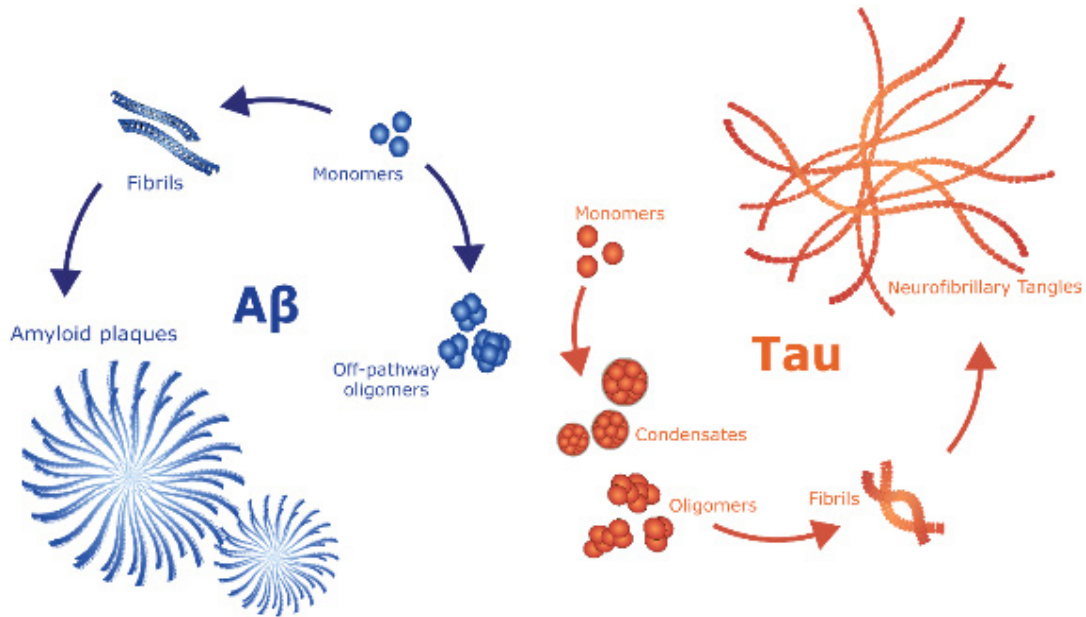 Fibrils
Monomers
Aβ
Amyloid plaques
Off-pathway
oligomers
Monomers
Neurofibrillary Tangles
Tau
Condensates
Oligomers
Fibrils